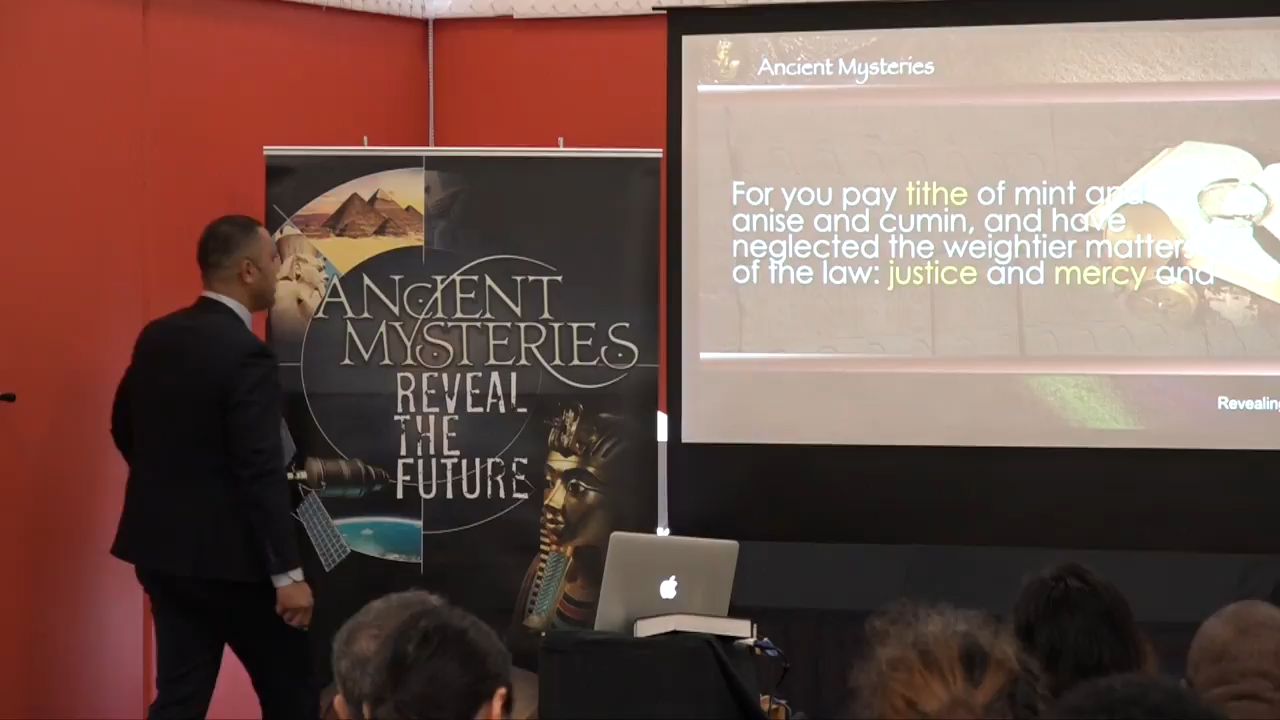 Ancient Mysteries
For you pay tithe of mint and
anise and cumin, and have
neglected the weightier matters
of the law: justice and mercy and
Revealing
ANCIENT
MYSTERIES
REVEAL
THE
FUTURE